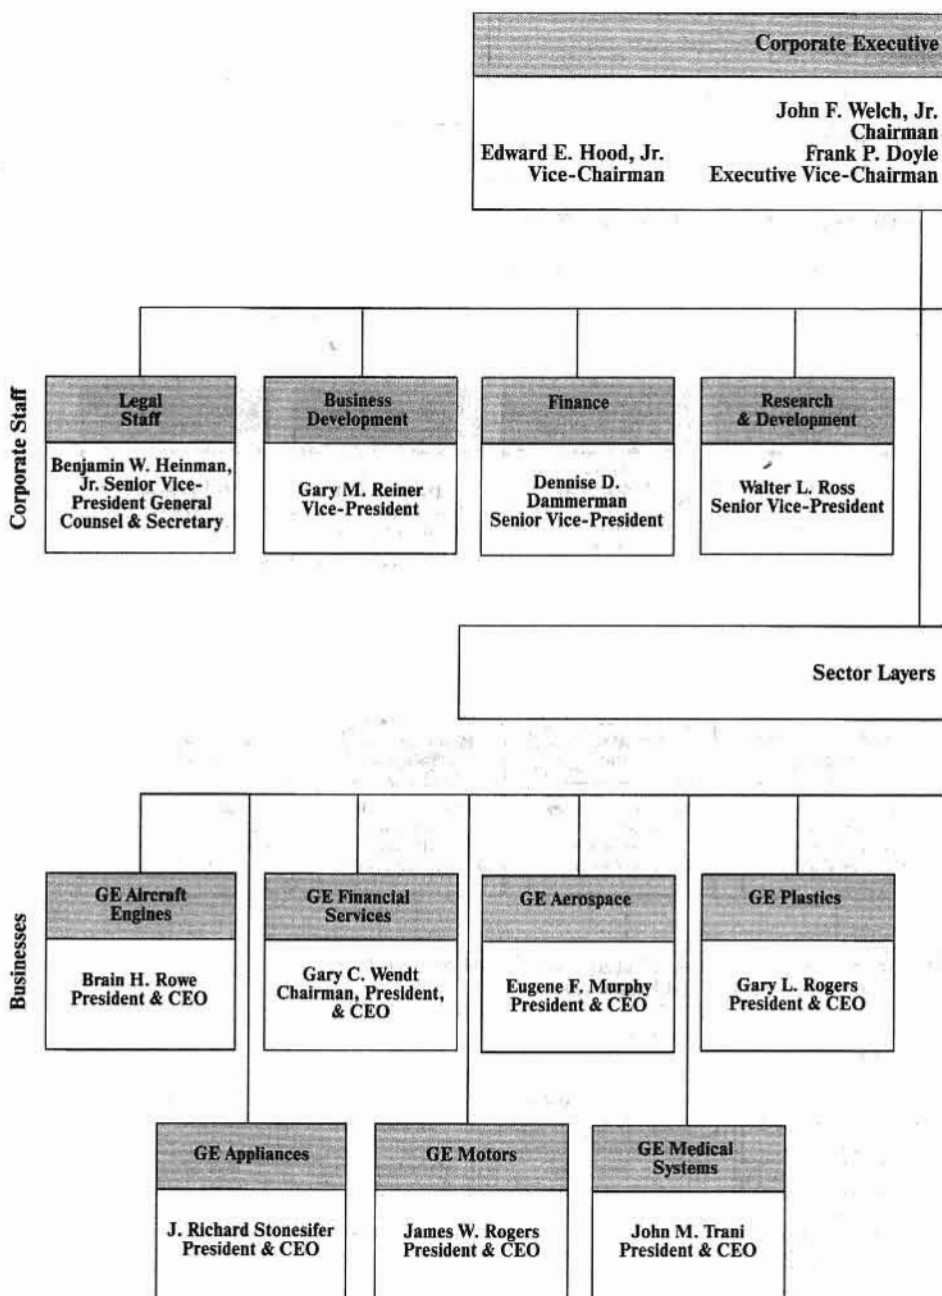 Corporate Executive
John F. Welch, Jr.
Chairman
Edward E. Hood, Jr.
Vice-Chairman
Frank P. Doyle
Executive Vice-Chairman
Corporate Staff
Legal
Staff
Benjamin W. Heinman,
Jr. Senior Vice-
President General
Counsel & Secretary
Business
Development
Gary M. Reiner
Vice-President
Finance
Dennise D.
Dammerman
Senior Vice-President
Research
& Development
Walter L. Ross
Senior Vice-President
Sector Layers
Businesses
GE Aircraft
Engines
Brain H. Rowe
President & CEO
GE Financial
Services
Gary C. Wendt
Chairman, President,
& CEO
GE Aerospace
Eugene F. Murphy
President & CEO
GE Plastics
Gary L. Rogers
President & CEO
GE Appliances
J. Richard Stonesifer
President & CEO
GE Motors
James W. Rogers
President & CEO
GE Medical
Systems
John M. Trani
President & CEO